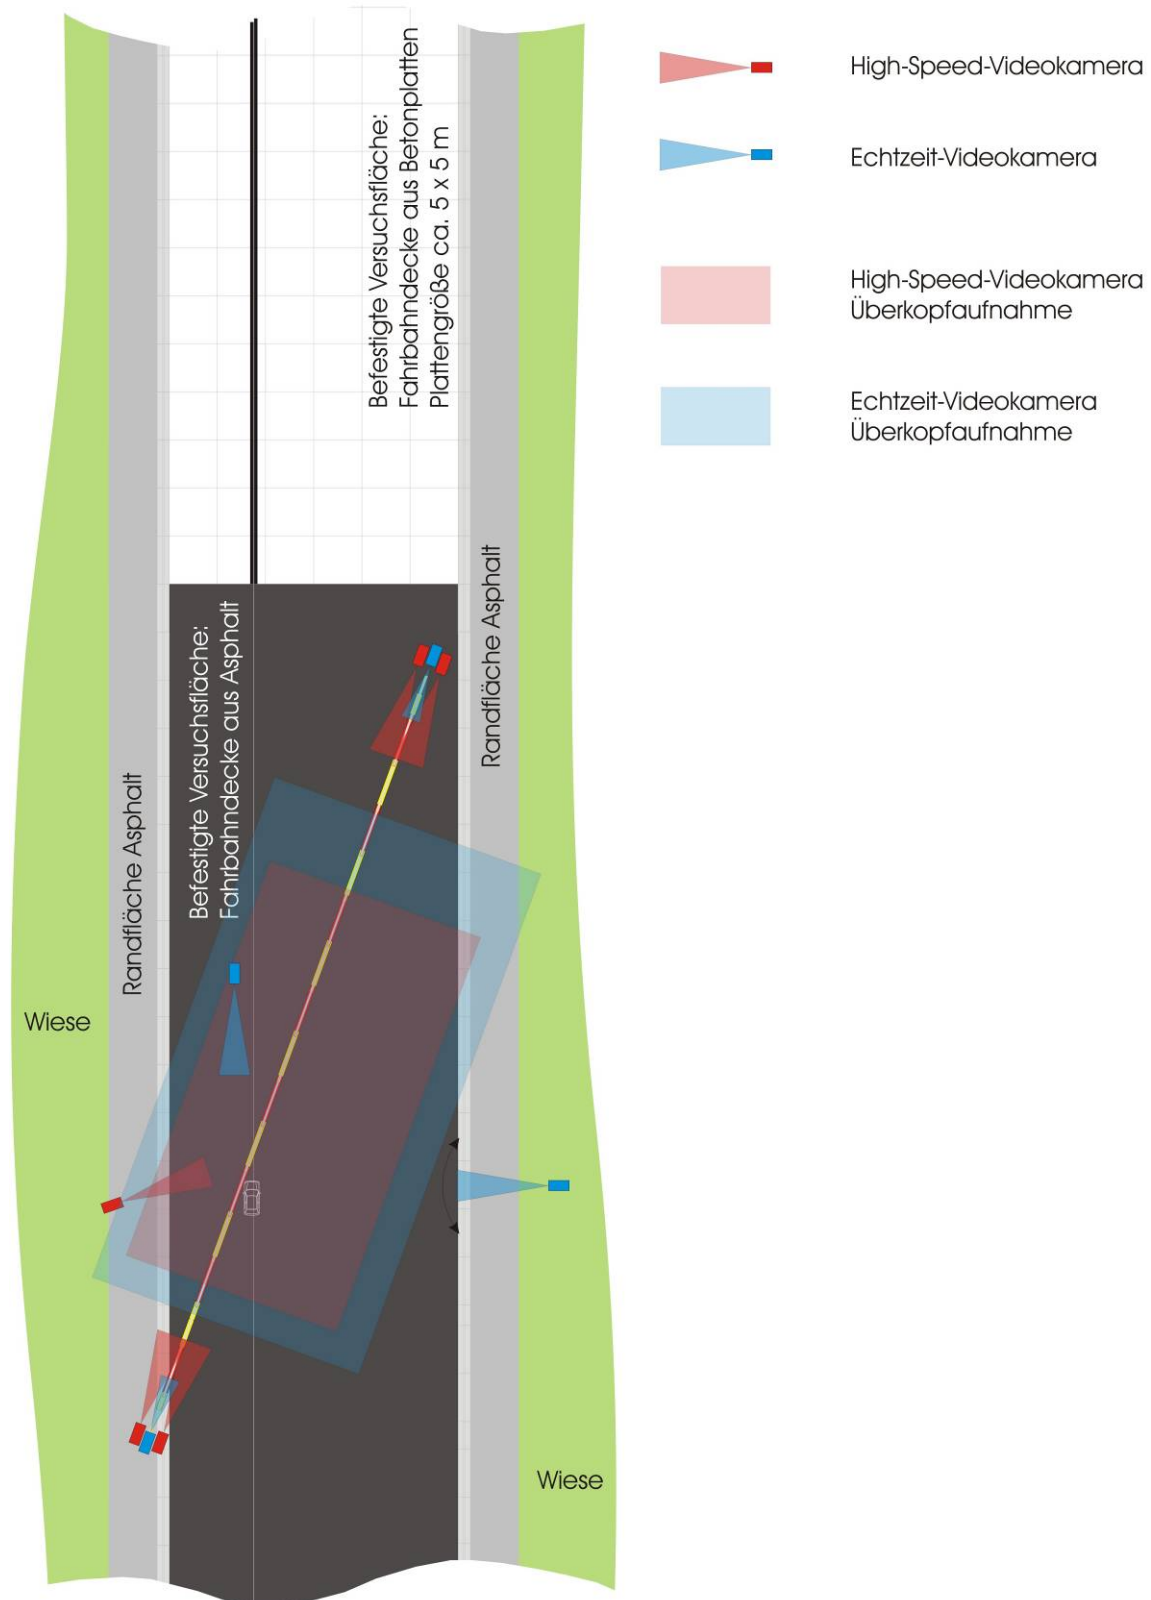 High-Speed-Videokamera
Echtzeit-Videokamera
High-Speed-Videokamera
Überkopfaufnahme
Echtzeit-Videokamera
Überkopfaufnahme
Befestigte Versuchsfläche:
Fahrbahndecke aus Betonplatten
Plattengröße ca. 5 x 5 m
Randfläche Asphalt
Befestigte Versuchsfläche:
Fahrbahndecke aus Asphalt
Randfläche Asphalt
Wiese
Wiese